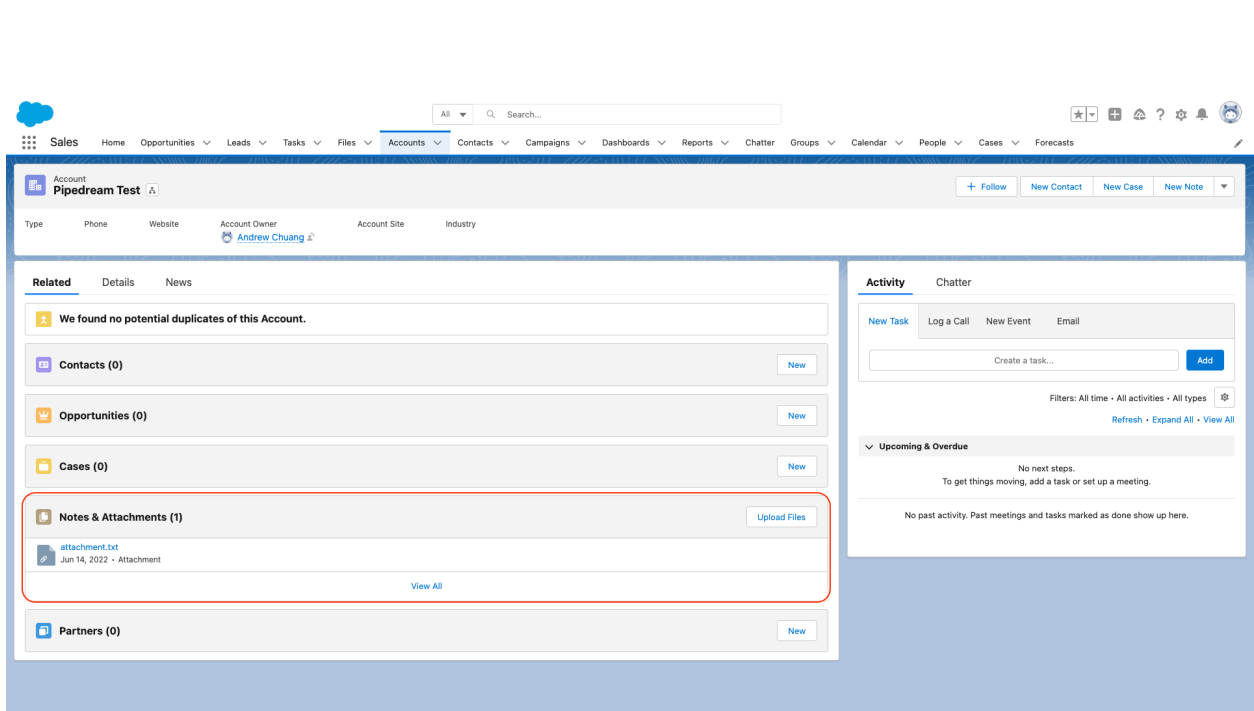 All Search...
Sales Home Opportunities Leads Tasks Files Accounts Contacts Campaigns Dashboards Reports Chatter Groups Calendar People Cases Forecasts
Account
Pipedream Test
+ Follow New Contact New Case New Note
Type Phone Website Account Owner Account Site Industry
Andrew Chuang
Related Details News
We found no potential duplicates of this Account.
Contacts (0) New
Opportunities (0) New
Cases (0) New
Notes & Attachments (1) Upload Files
attachment.txt
Jun 14, 2022 • Attachment
View All
Partners (0) New
Activity Chatter
New Task Log a Call New Event Email
Create a task... Add
Filters: All time • All activities • All types
Refresh • Expand All • View All
Upcoming & Overdue
No next steps.
To get things moving, add a task or set up a meeting.
No past activity. Past meetings and tasks marked as done show up here.